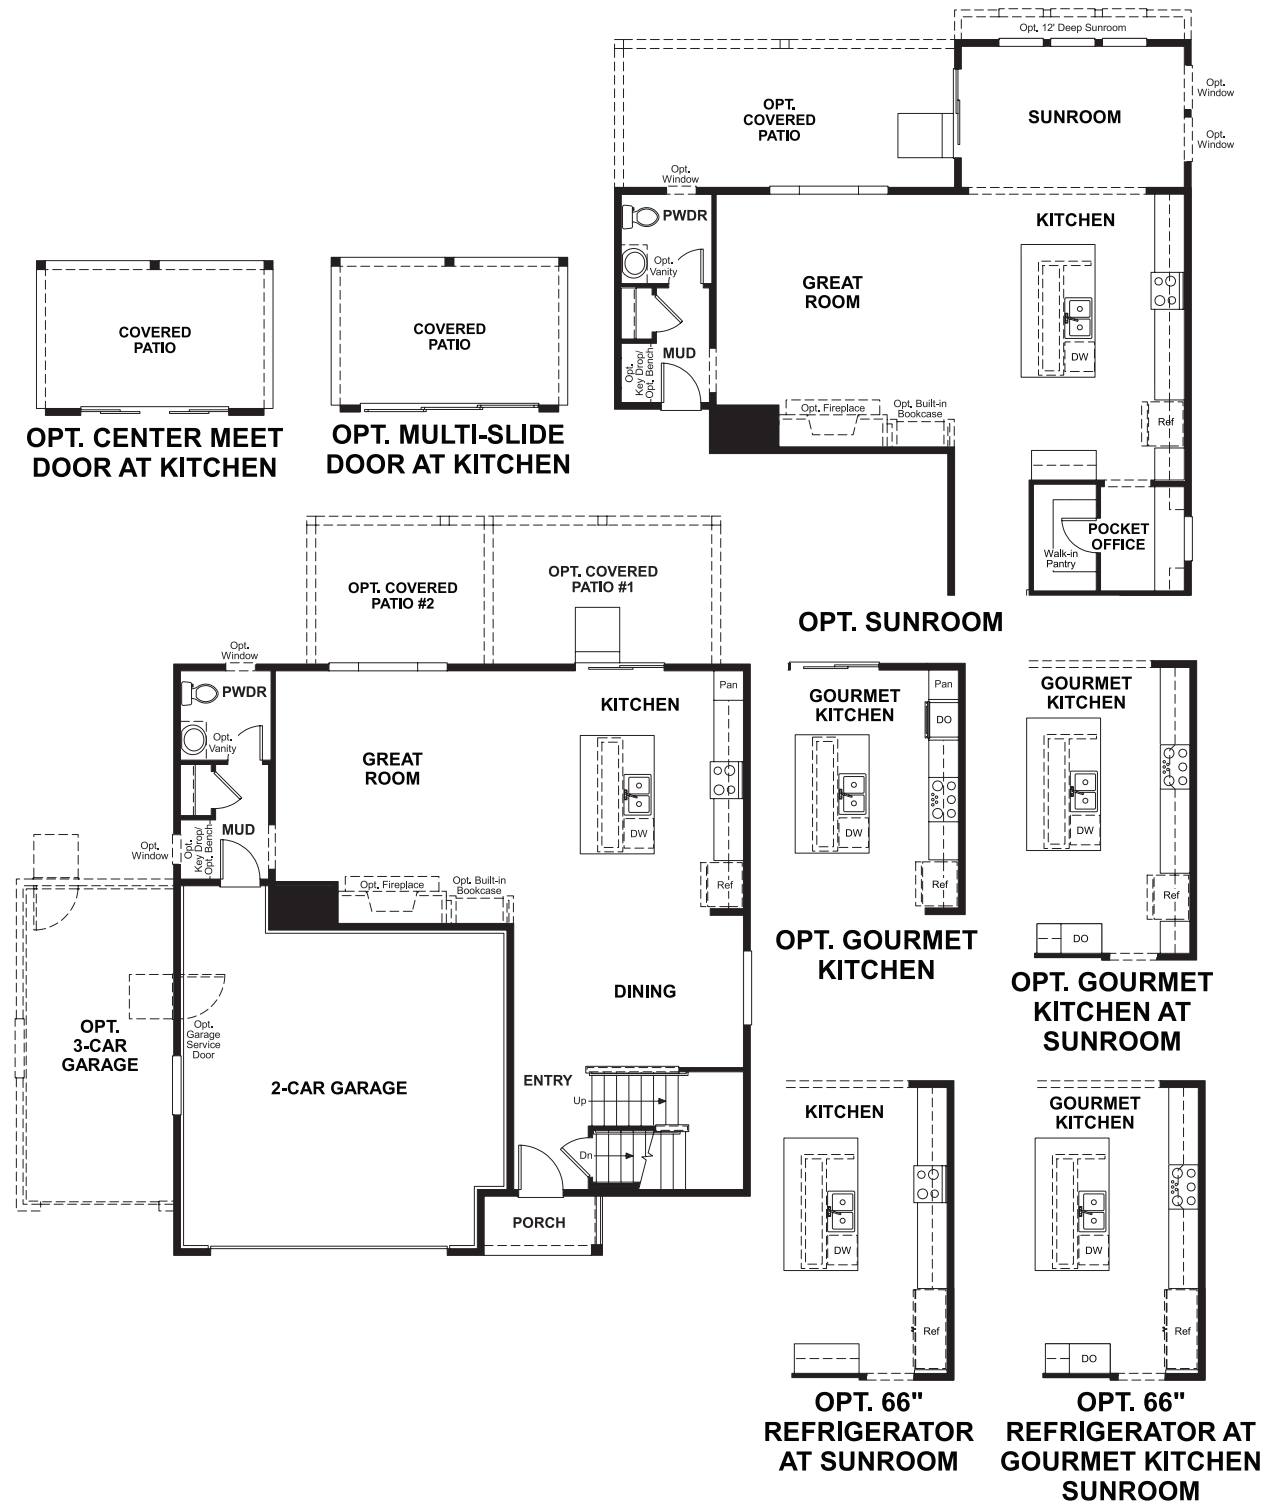 Opt. 12' Deep Sunroom
OPT.
COVERED
PATIO
SUNROOM
Opt.
Window
Opt.
Window
Opt.
Window
PWDR
Opt.
Vanity
KITCHEN
GREAT
ROOM
MUD
Opt.
Key Drop/
Opt. Bench
DW
Opt. Fireplace
Opt. Built-in
Bookcase
Ref
POCKET
OFFICE
Walk-in
Pantry
OPT. SUNROOM
COVERED
PATIO
OPT. CENTER MEET
DOOR AT KITCHEN
COVERED
PATIO
OPT. MULTI-SLIDE
DOOR AT KITCHEN
OPT. COVERED
PATIO #2
OPT. COVERED
PATIO #1
Opt.
Window
PWDR
Opt.
Vanity
KITCHEN
Pan
GREAT
ROOM
MUD
Opt.
Window
Opt.
Key Drop/
Opt. Bench
DW
Opt. Fireplace
Opt. Built-in
Bookcase
Ref
DINING
OPT.
3-CAR
GARAGE
Opt.
Garage
Service
Door
2-CAR GARAGE
ENTRY
Up
Dn
PORCH
GOURMET
KITCHEN
Pan
DO
DW
Ref
OPT. GOURMET
KITCHEN
GOURMET
KITCHEN
DW
Ref
DO
OPT. GOURMET
KITCHEN AT
SUNROOM
KITCHEN
DW
Ref
OPT. 66"
REFRIGERATOR
AT SUNROOM
GOURMET
KITCHEN
DW
Ref
DO
OPT. 66"
REFRIGERATOR AT
GOURMET KITCHEN
SUNROOM